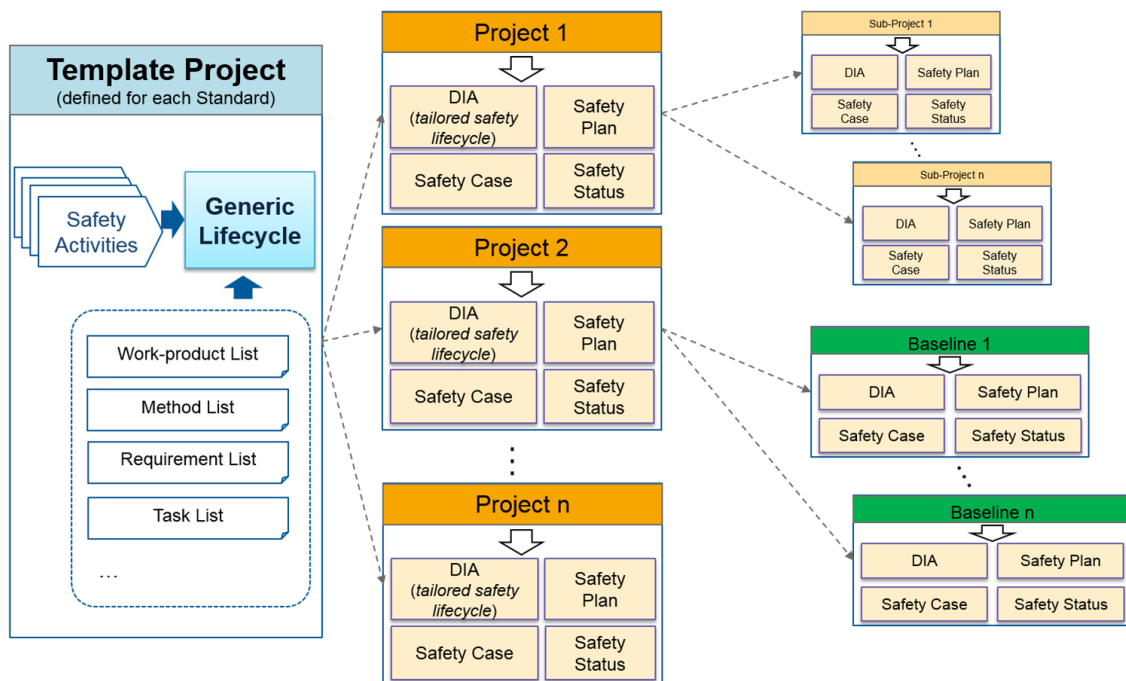 Template Project
(defined for each Standard)
Safety
Activities
Generic
Lifecycle
Work-product List
Method List
Requirement List
Task List
...
Project 1
DIA
(tailored safety
lifecycle)
Safety
Plan
Safety Case
Safety
Status
Project 2
DIA
(tailored safety
lifecycle)
Safety
Plan
Safety Case
Safety
Status
Project n
DIA
(tailored safety
lifecycle)
Safety
Plan
Safety Case
Safety
Status
Sub-Project 1
DIA
Safety Plan
Safety
Case
Safety
Status
Sub-Project n
DIA
Safety Plan
Safety
Case
Safety
Status
Baseline 1
DIA
Safety Plan
Safety Case
Safety Status
Baseline n
DIA
Safety Plan
Safety Case
Safety Status